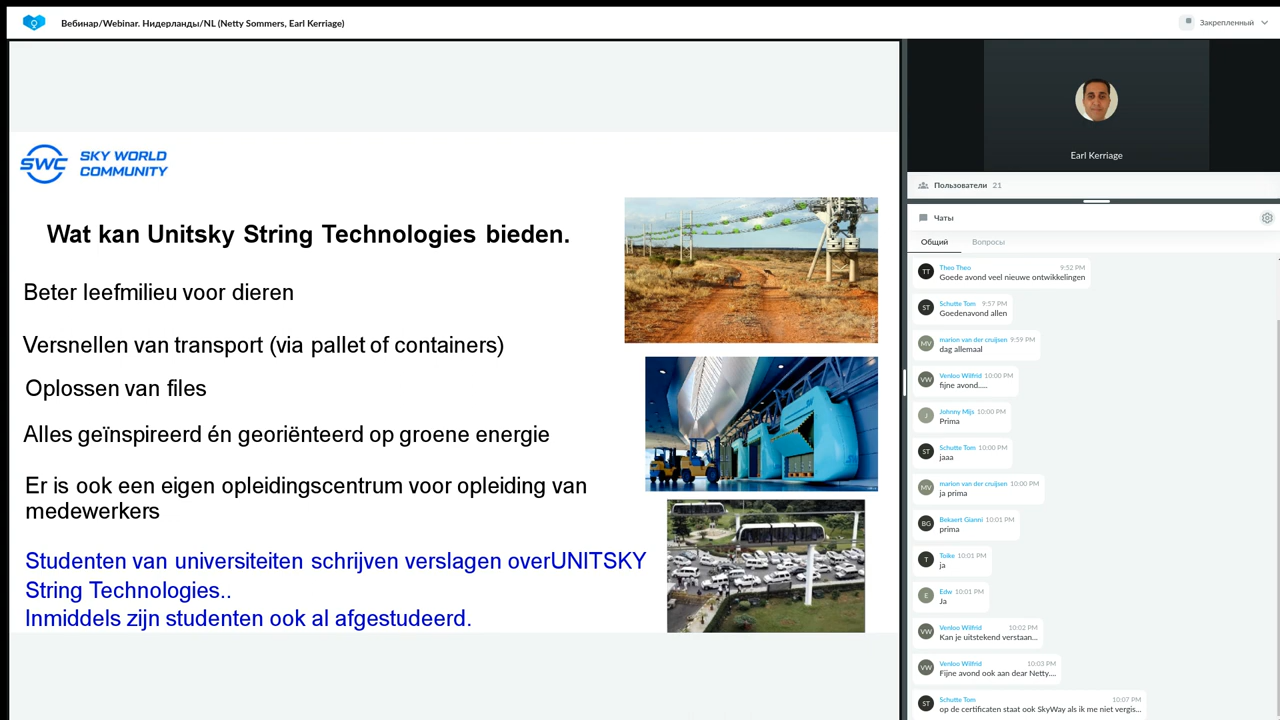 Вебинар/Webinar. Нидерланды/NL (Netty Sommers, Earl Kerriage)
Закрепленный
SWC
SKY WORLD
COMMUNITY
Wat kan Unitsky String Technologies bieden.
Beter leefmilieu voor dieren
Versnellen van transport (via pallet of containers)
Oplossen van files
Alles geïnspireerd én georiënteerd op groene energie
Er is ook een eigen opleidingscentrum voor opleiding van
medewerkers
Studenten van universiteiten schrijven verslagen overUNITSKY
String Technologies..
Inmiddels zijn studenten ook al afgestudeerd.
Earl Kerriage
Пользователи 21
Чаты
Общий Вопросы
TT Theo Theo 9:52 PM
Goede avond veel nieuwe ontwikkelingen
ST Schutte Tom 9:57 PM
Goedenavond allen
MV marion van der cruijsen 9:59 PM
dag allemaal
VW Venloo Wilfrid 10:00 PM
fijne avond.....
J Johnny Mijs 10:00 PM
Prima
ST Schutte Tom 10:00 PM
jaaa
MV marion van der cruijsen 10:00 PM
ja prima
BG Bekaert Gianni 10:01 PM
prima
T Toike 10:01 PM
ja
E Edw 10:01 PM
Ja
VW Venloo Wilfrid 10:02 PM
Kan je uitstekend verstaan...
VW Venloo Wilfrid 10:03 PM
Fijne avond ook aan dear Netty....
ST Schutte Tom 10:07 PM
op de certificaten staat ook SkyWay als ik me niet vergis...